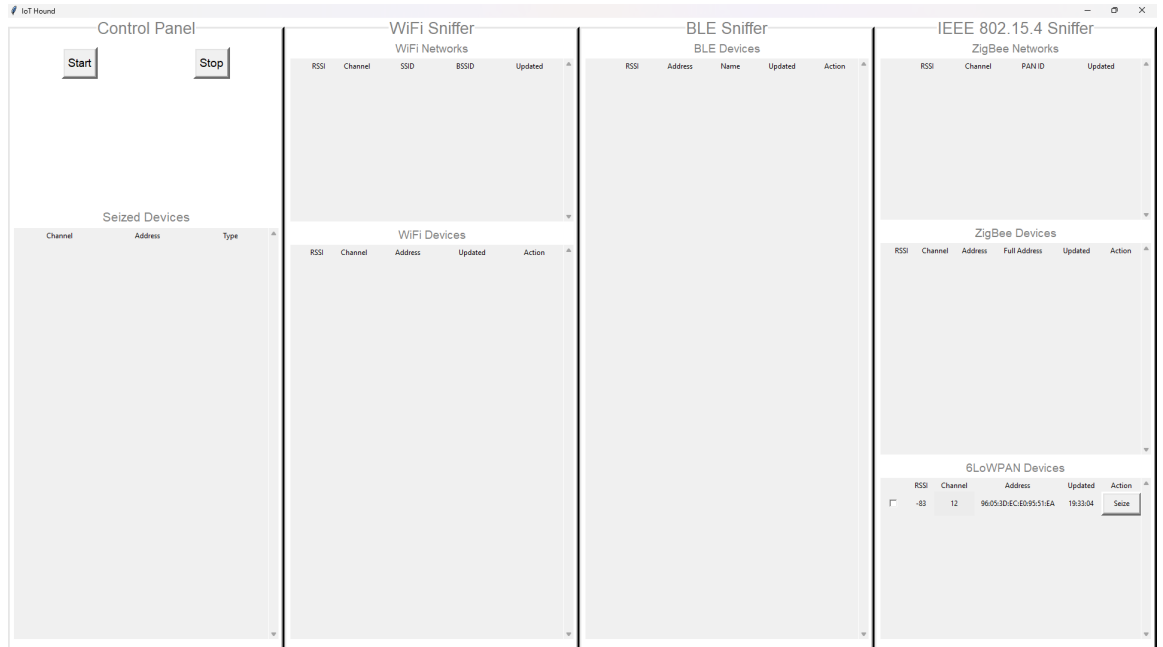 IoT Hound
Control Panel
Start Stop
Seized Devices
Channel Address Type
WiFi Sniffer
WiFi Networks
RSSI Channel SSID BSSID Updated
WiFi Devices
RSSI Channel Address Updated Action
BLE Sniffer
BLE Devices
RSSI Address Name Updated Action
IEEE 802.15.4 Sniffer
ZigBee Networks
RSSI Channel PAN ID Updated
ZigBee Devices
RSSI Channel Address Full Address Updated Action
6LoWPAN Devices
RSSI Channel Address Updated Action
-83 12 96:05:3D:EC:E0:95:51:EA 19:33:04 Seize